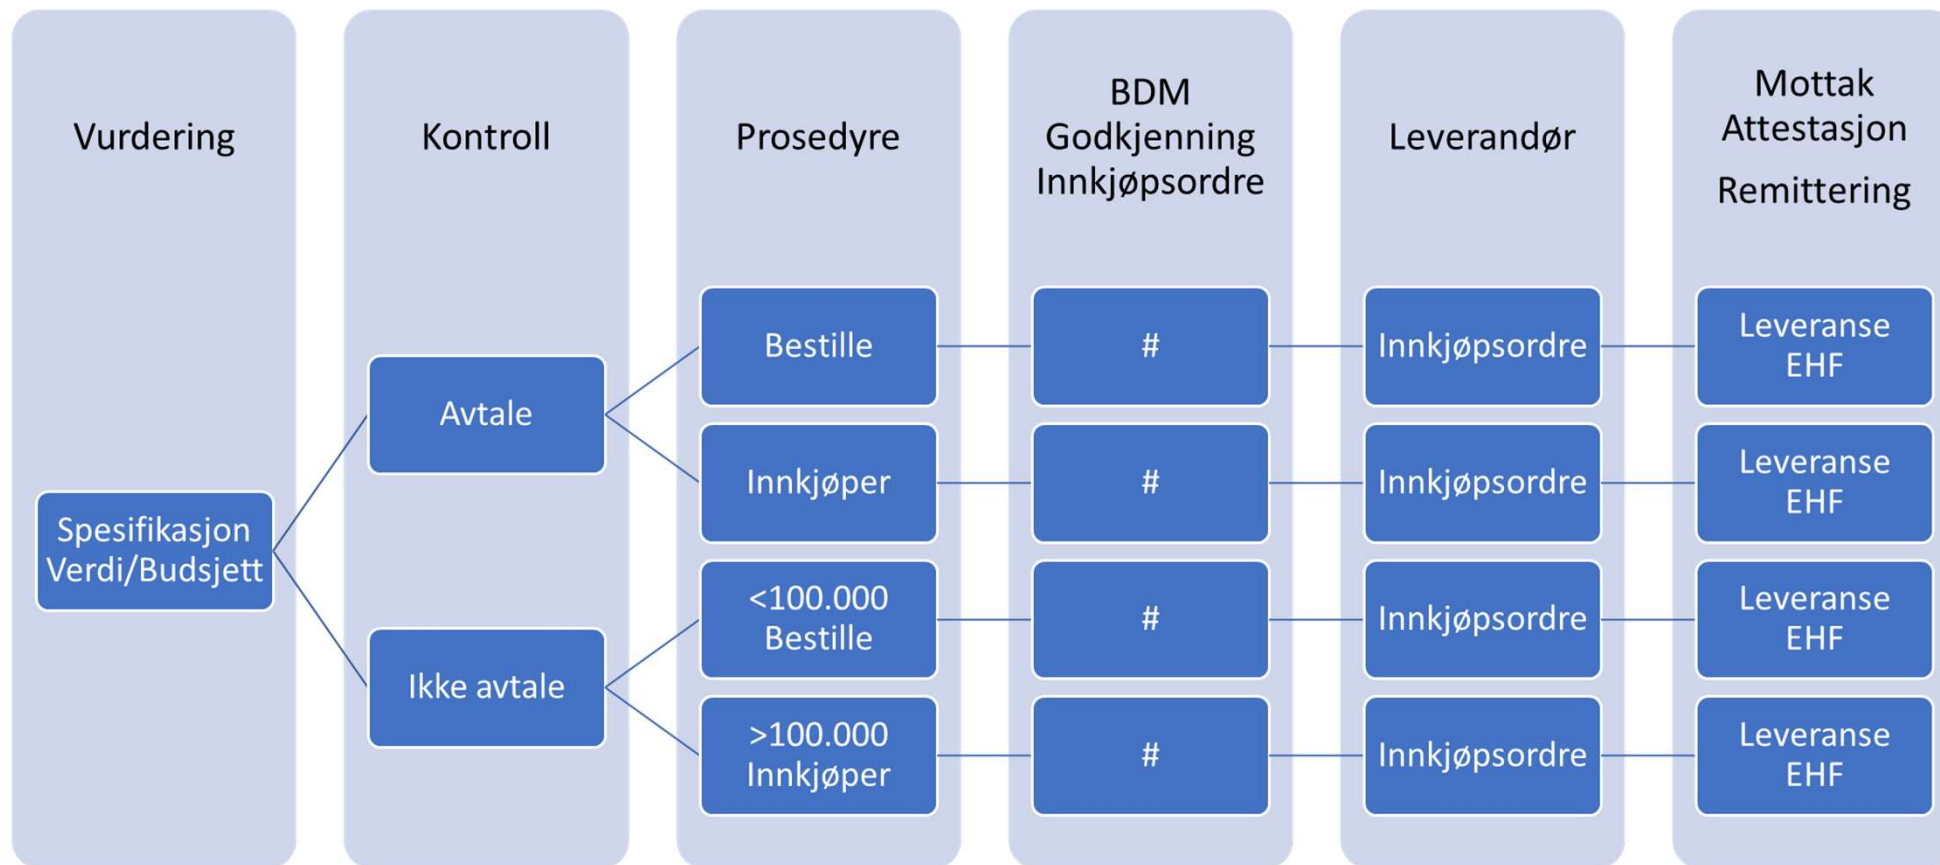 Vurdering
Kontroll
Prosedyre
BDM
Godkjenning
Innkjøpsordre
Leverandør
Mottak
Attestasjon
Remittering
Spesifikasjon
Verdi/Budsjett
Avtale
Ikke avtale
Bestille
#
Innkjøpsordre
Leveranse
EHF
Innkjøper
#
Innkjøpsordre
Leveranse
EHF
<100.000
Bestille
#
Innkjøpsordre
Leveranse
EHF
>100.000
Innkjøper
#
Innkjøpsordre
Leveranse
EHF